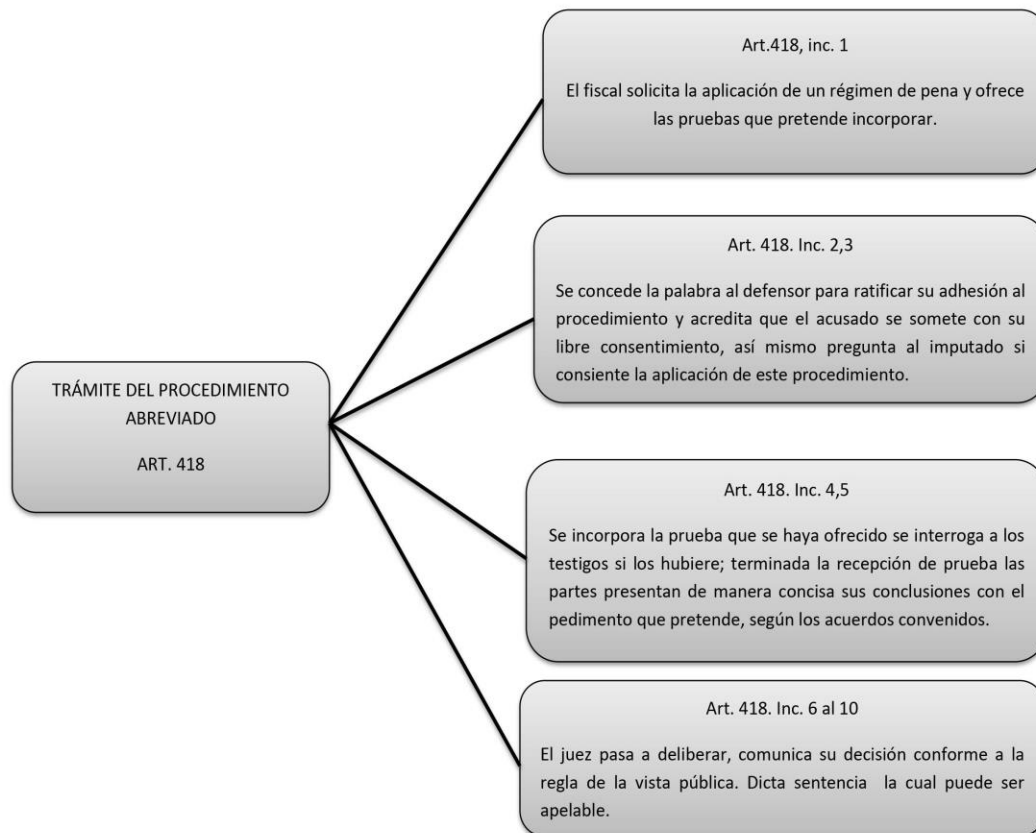 Art.418, inc. 1
El fiscal solicita la aplicación de un régimen de pena y ofrece
las pruebas que pretende incorporar.
Art. 418. Inc. 2,3
Se concede la palabra al defensor para ratificar su adhesión al
procedimiento y acredita que el acusado se somete con su
libre consentimiento, así mismo pregunta al imputado si
consiente la aplicación de este procedimiento.
TRÁMITE DEL PROCEDIMIENTO
ABREVIADO
ART. 418
Art. 418. Inc. 4,5
Se incorpora la prueba que se haya ofrecido se interroga a los
testigos si los hubiere; terminada la recepción de prueba las
partes presentan de manera concisa sus conclusiones con el
pedimento que pretende, según los acuerdos convenidos.
Art. 418. Inc. 6 al 10
El juez pasa a deliberar, comunica su decisión conforme a la
regla de la vista pública. Dicta sentencia la cual puede ser
apelable.